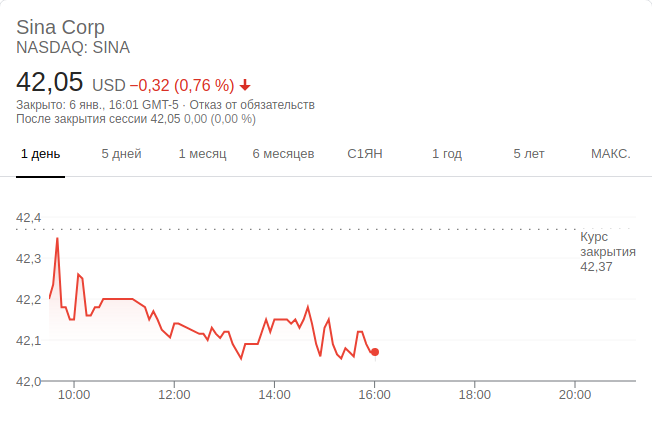 Sina Corp
NASDAQ: SINA
42,05 USD −0,32 (0,76 %)
Закрыто: 6 янв., 16:01 GMT-5 · Отказ от обязательств
После закрытия сессии 42,05 0,00 (0,00 %)
1 день 5 дней 1 месяц 6 месяцев С1ЯН 1 год 5 лет МАКС.
42,4
Курс
закрытия
42,37
42,3
42,2
42,1
42,0
10:00 12:00 14:00 16:00 18:00 20:00